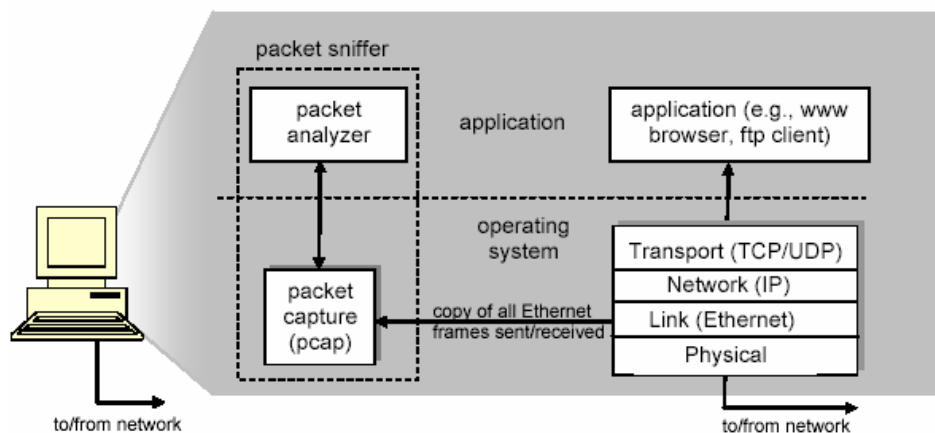 packet sniffer
packet
analyzer
application
application (e.g., www
browser, ftp client)
operating
system
packet
capture
(pcap)
copy of all Ethernet
frames sent/received
Transport (TCP/UDP)
Network (IP)
Link (Ethernet)
Physical
to/from network
to/from network